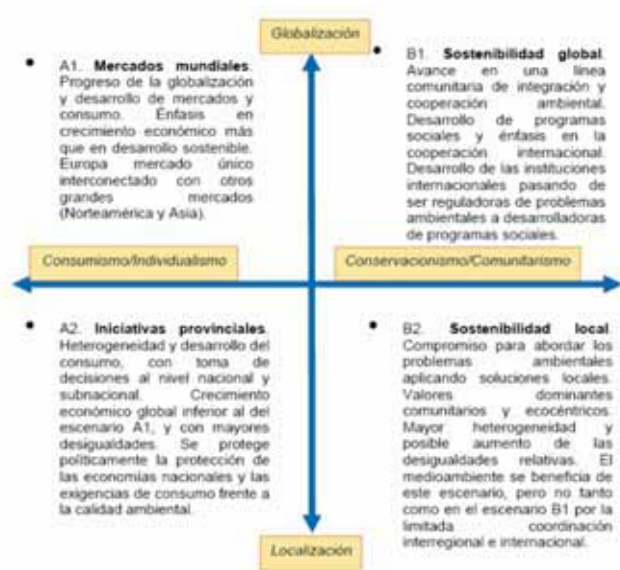 Globalización
A1. Mercados mundiales.
Progreso de la globalización
y desarrollo de mercados y
consumo. Énfasis en
crecimiento económico más
que en desarrollo sostenible.
Europa mercado único
interconectado con otros
grandes mercados
(Norteamérica y Asia).
B1. Sostenibilidad global.
Avance en una línea
comunitaria de integración y
cooperación ambiental.
Desarrollo de programas
sociales y énfasis en la
cooperación internacional.
Desarrollo de las instituciones
internacionales pasando de
ser reguladoras de problemas
ambientales a desarrolladoras
de programas sociales.
Consumismo/Individualismo
Conservacionismo/Comunitarismo
A2. Iniciativas provinciales.
Heterogeneidad y desarrollo del
consumo, con toma de
decisiones al nivel nacional y
subnacional. Crecimiento
económico global inferior al del
escenario A1, y con mayores
desigualdades. Se protege
políticamente la protección de
las economías nacionales y las
exigencias de consumo frente a
la calidad ambiental.
B2. Sostenibilidad local.
Compromiso para abordar los
problemas ambientales
aplicando soluciones locales.
Valores dominantes
comunitarios y ecocéntricos.
Mayor heterogeneidad y
posible aumento de las
desigualdades relativas. El
medioambiente se beneficia de
este escenario, pero no tanto
como en el escenario B1 por la
limitada coordinación
interregional e internacional.
Localización